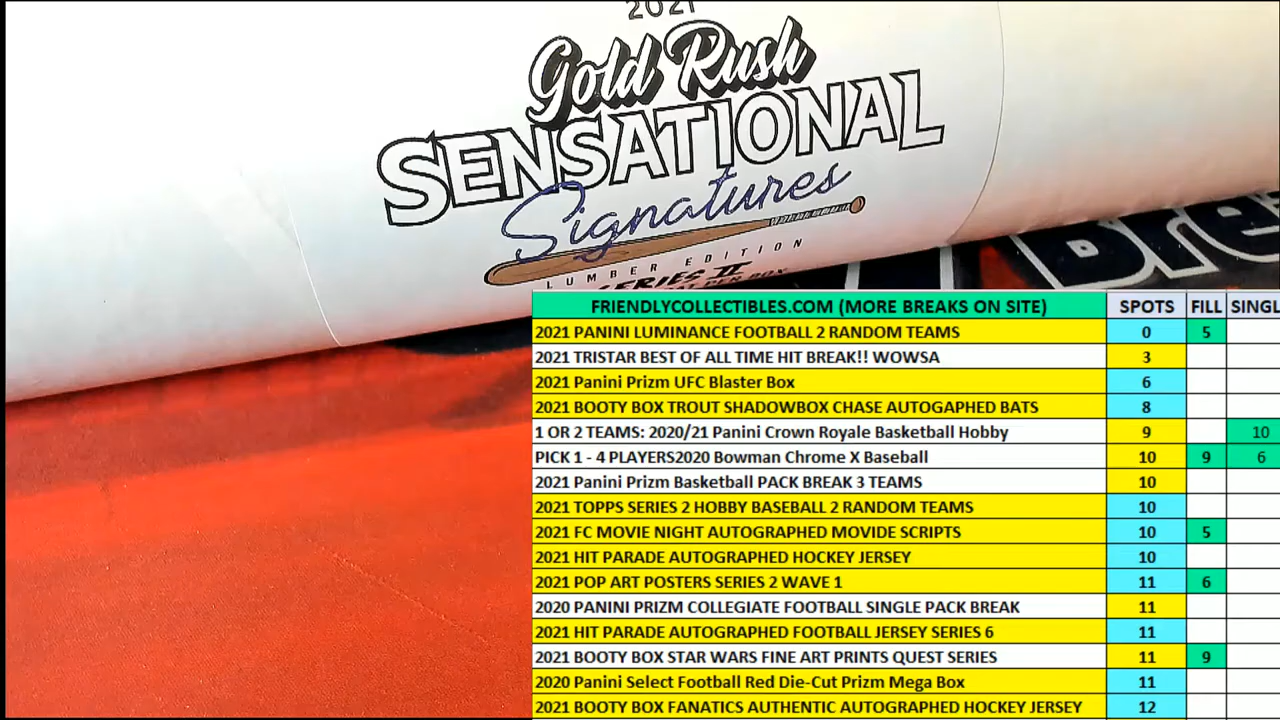 2021
Gold Rush
SENSATIONAL
Signatures
LUMBER EDITION
SERIES II
PER BOX
Bre
FRIENDLYCOLLECTIBLES.COM (MORE BREAKS ON SITE) SPOTS FILL SINGL
2021 PANINI LUMINANCE FOOTBALL 2 RANDOM TEAMS 0 5
2021 TRISTAR BEST OF ALL TIME HIT BREAK!! WOWSA 3
2021 Panini Prizm UFC Blaster Box 6
2021 BOOTY BOX TROUT SHADOWBOX CHASE AUTOGAPHED BATS 8
1 OR 2 TEAMS: 2020/21 Panini Crown Royale Basketball Hobby 9 10
PICK 1 - 4 PLAYERS2020 Bowman Chrome X Baseball 10 9 6
2021 Panini Prizm Basketball PACK BREAK 3 TEAMS 10
2021 TOPPS SERIES 2 HOBBY BASEBALL 2 RANDOM TEAMS 10
2021 FC MOVIE NIGHT AUTOGRAPHED MOVIDE SCRIPTS 10 5
2021 HIT PARADE AUTOGRAPHED HOCKEY JERSEY 10
2021 POP ART POSTERS SERIES 2 WAVE 1 11 6
2020 PANINI PRIZM COLLEGIATE FOOTBALL SINGLE PACK BREAK 11
2021 HIT PARADE AUTOGRAPHED FOOTBALL JERSEY SERIES 6 11
2021 BOOTY BOX STAR WARS FINE ART PRINTS QUEST SERIES 11 9
2020 Panini Select Football Red Die-Cut Prizm Mega Box 11
2021 BOOTY BOX FANATICS AUTHENTIC AUTOGRAPHED HOCKEY JERSEY 12